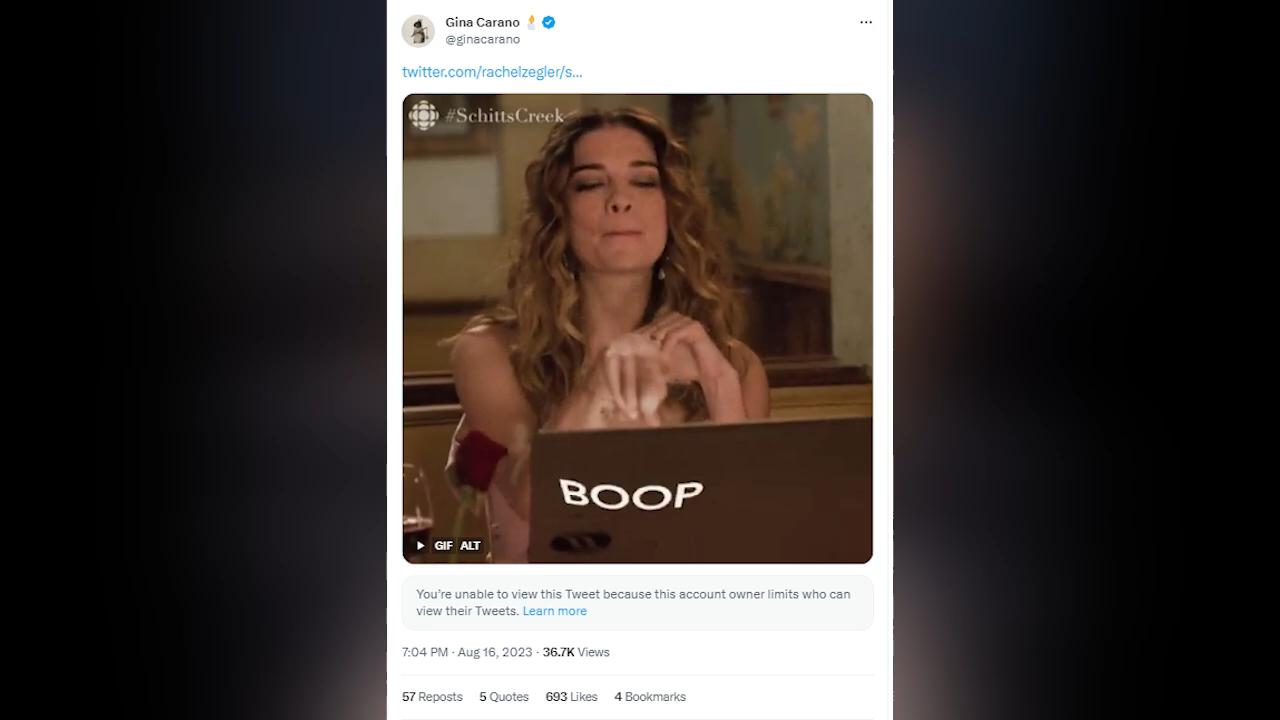 Gina Carano
@ginacarano
twitter.com/rachelzegler/s...
#SchittsCreek
BOOP
GIF ALT
You're unable to view this Tweet because this account owner limits who can
view their Tweets. Learn more
7:04 PM · Aug 16, 2023 · 36.7K Views
57 Reposts 5 Quotes 693 Likes 4 Bookmarks